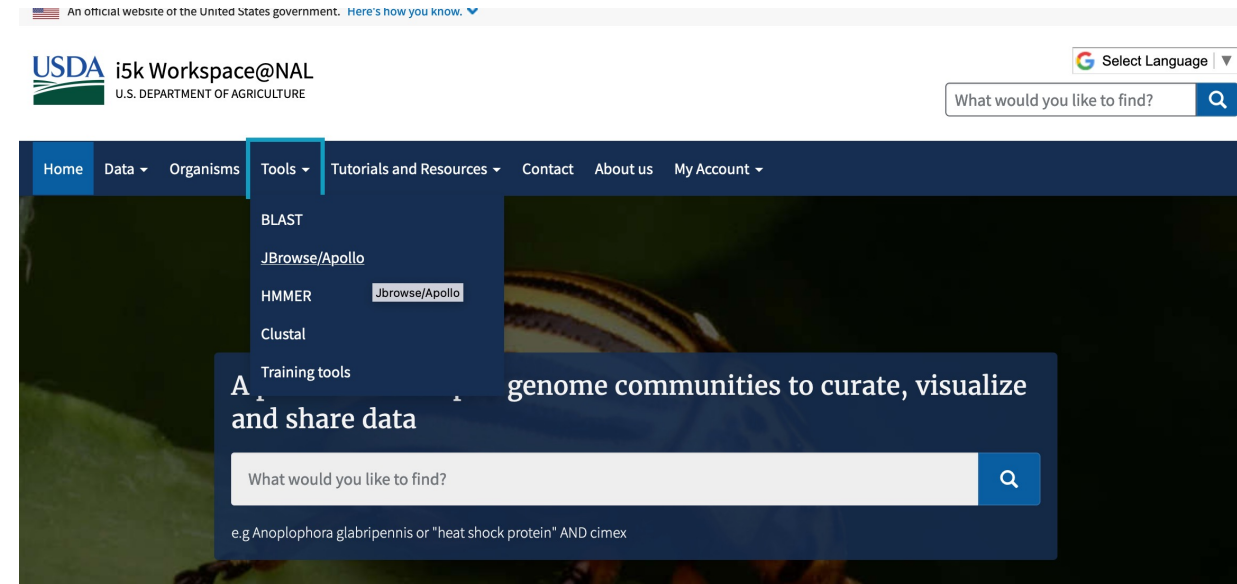 An official website of the United States government. Here's how you know.
USDA i5k Workspace@NAL
U.S. DEPARTMENT OF AGRICULTURE
Select Language
What would you like to find?
Home Data Organisms Tools Tutorials and Resources Contact About us My Account
BLAST
JBrowse/Apollo
HMMER
Jbrowse/Apollo
Clustal
Training tools
A genome communities to curate, visualize
and share data
What would you like to find?
e.g Anoplophora glabripennis or "heat shock protein" AND cimex